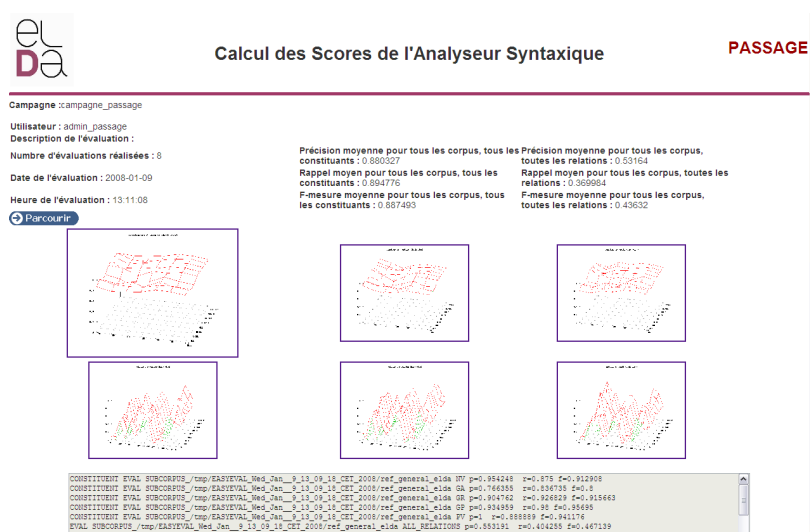 eLDa
Calcul des Scores de l'Analyseur Syntaxique
PASSAGE
Campagne :campagne_passage
Utilisateur : admin_passage
Description de l'évaluation :
Nombre d'évaluations réalisées : 8
Date de l'évaluation : 2008-01-09
Heure de l'évaluation : 13:11:08
Parcourir
Précision moyenne pour tous les corpus, tous les
constituants : 0.880327
Rappel moyen pour tous les corpus, tous les
constituants : 0.894776
F-mesure moyenne pour tous les corpus, tous
les constituants : 0.887493
Précision moyenne pour tous les corpus,
toutes les relations : 0.53164
Rappel moyen pour tous les corpus, toutes les
relations : 0.369984
F-mesure moyenne pour tous les corpus,
toutes les relations : 0.43632
CONSTITUENT EVAL SUBCORPUS_/tmp/EASYEVAL_Wed_Jan__9_13_09_18_CET_2008/ref_general_elda NV p=0.954248 r=0.875 f=0.912908
CONSTITUENT EVAL SUBCORPUS_/tmp/EASYEVAL_Wed_Jan__9_13_09_18_CET_2008/ref_general_elda GA p=0.766355 r=0.836735 f=0.8
CONSTITUENT EVAL SUBCORPUS_/tmp/EASYEVAL_Wed_Jan__9_13_09_18_CET_2008/ref_general_elda GR p=0.904762 r=0.926829 f=0.915663
CONSTITUENT EVAL SUBCORPUS_/tmp/EASYEVAL_Wed_Jan__9_13_09_18_CET_2008/ref_general_elda GP p=0.934959 r=0.98 f=0.95695
CONSTITUENT EVAL SUBCORPUS_/tmp/EASYEVAL_Wed_Jan__9_13_09_18_CET_2008/ref_general_elda PV p=1 r=0.888889 f=0.941176
EVAL SUBCORPUS_/tmp/EASYEVAL_Wed_Jan__9_13_09_18_CET_2008/ref_general_elda ALL_RELATIONS p=0.553191 r=0.404255 f=0.467139